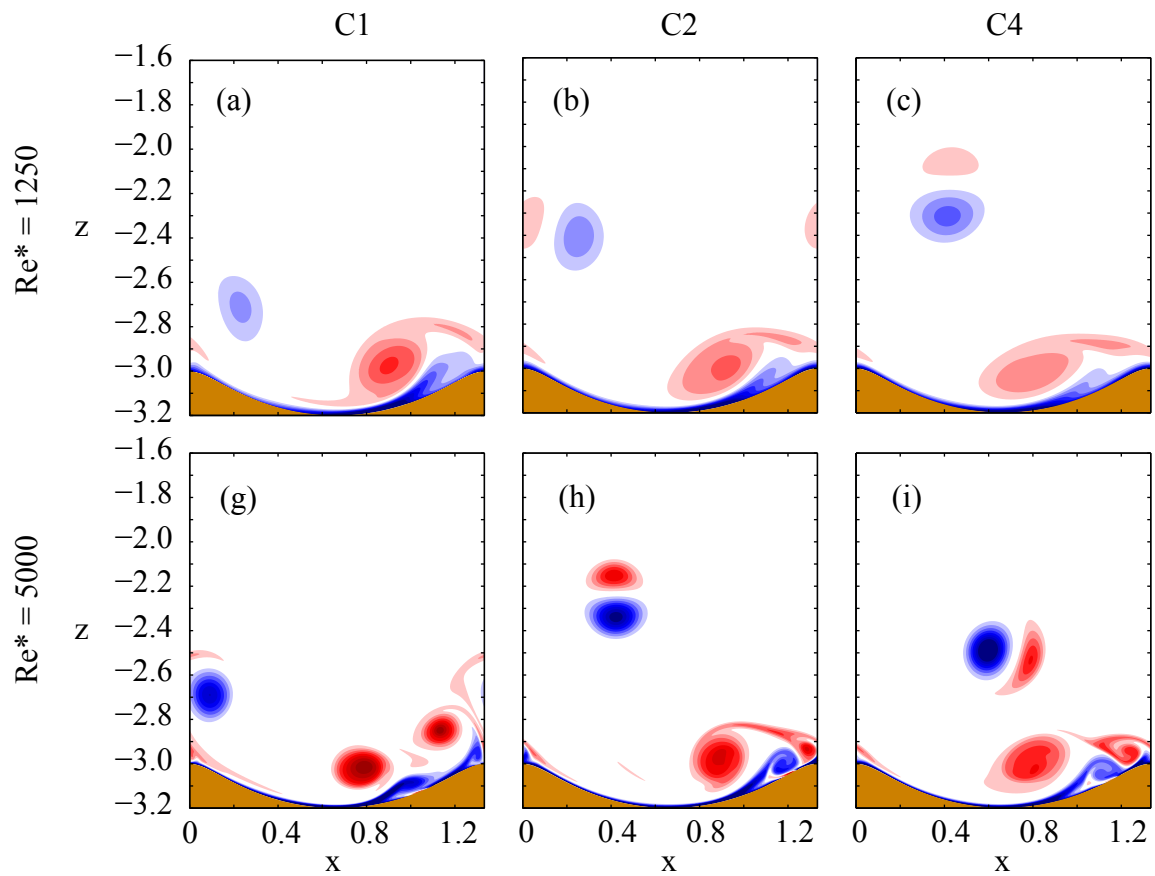 C1 C2 C4
Re* = 1250
z
−1.6
−1.8
−2.0
−2.2
−2.4
−2.6
−2.8
−3.0
−3.2
(a) (b) (c)
Re* = 5000
z
−1.6
−1.8
−2.0
−2.2
−2.4
−2.6
−2.8
−3.0
−3.2
(g) (h) (i)
0 0.4 0.8 1.2 0 0.4 0.8 1.2 0 0.4 0.8 1.2
x x x